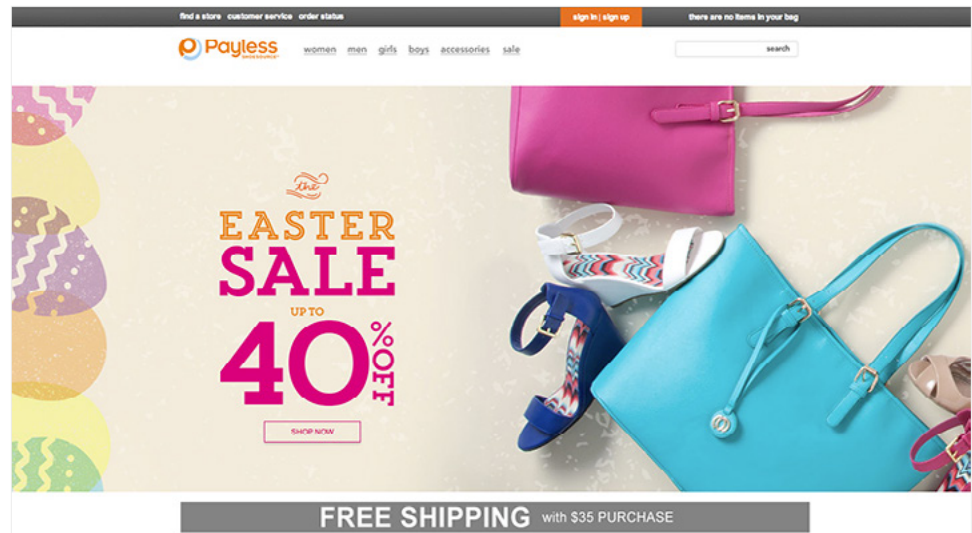 find a store customer service order status
sign in | sign up
there are no items in your bag
Payless
SHOESOURCE
women men girls boys accessories sale
search
the
EASTER
SALE
UP TO
40% OFF
SHOP NOW
FREE SHIPPING with $35 PURCHASE